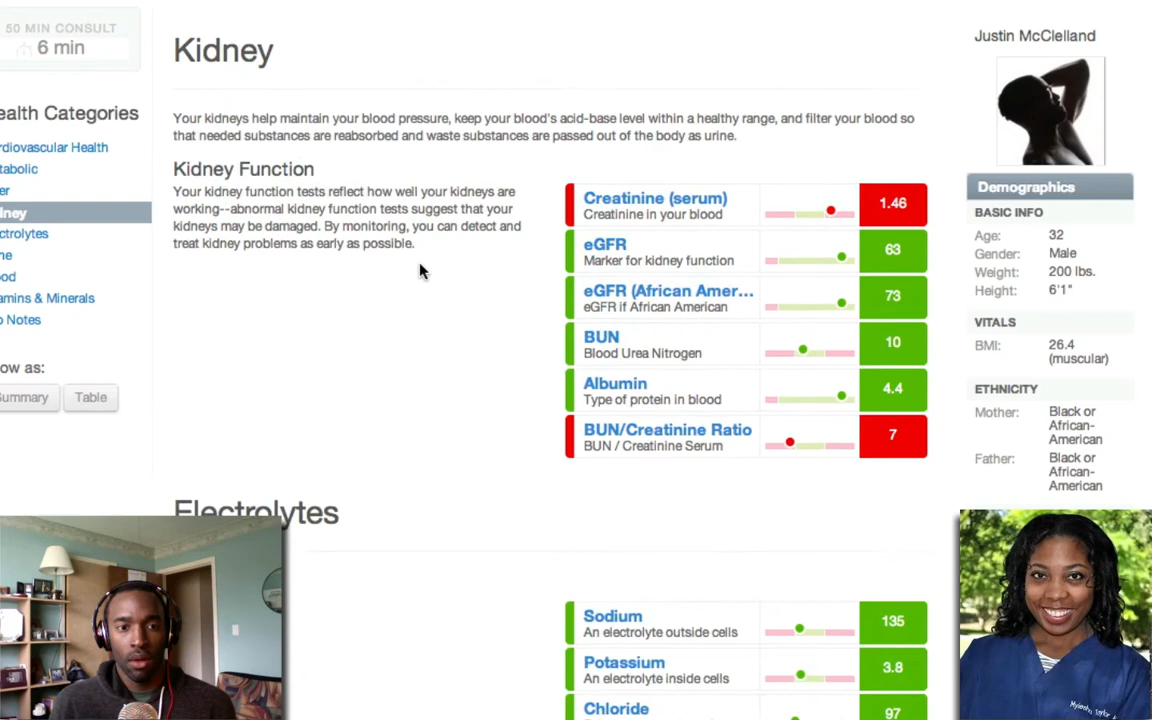 50 MIN CONSULT
6 min
ealth Categories
rdiovascular Health
tabolic
er
dney
ctrolytes
ne
od
amins & Minerals
o Notes
ow as:
Summary
Table
Kidney
Your kidneys help maintain your blood pressure, keep your blood's acid-base level within a healthy range, and filter your blood so
that needed substances are reabsorbed and waste substances are passed out of the body as urine.
Kidney Function
Your kidney function tests reflect how well your kidneys are
working--abnormal kidney function tests suggest that your
kidneys may be damaged. By monitoring, you can detect and
treat kidney problems as early as possible.
Creatinine (serum)
Creatinine in your blood
1.46
eGFR
Marker for kidney function
63
eGFR (African Amer...
eGFR if African American
73
BUN
Blood Urea Nitrogen
10
Albumin
Type of protein in blood
4.4
BUN/Creatinine Ratio
BUN / Creatinine Serum
7
Electrolytes
Sodium
An electrolyte outside cells
135
Potassium
An electrolyte inside cells
3.8
Chloride
97
Justin McClelland
Demographics
BASIC INFO
Age: 32
Gender: Male
Weight: 200 lbs.
Height: 6'1"
VITALS
BMI: 26.4
(muscular)
ETHNICITY
Mother: Black or
African-
American
Father: Black or
African-
American